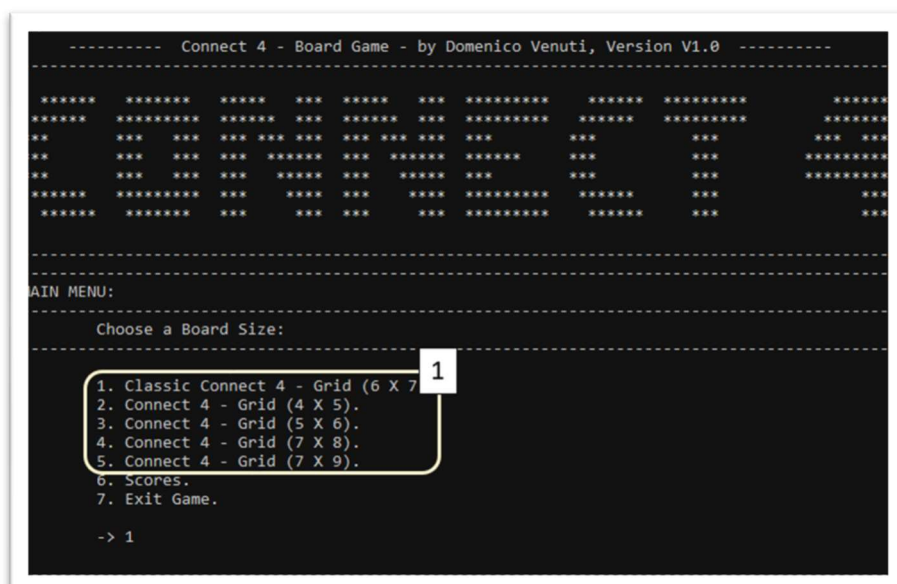 ---------- Connect 4 - Board Game - by Domenico Venuti, Version V1.0 ----------
AIN MENU:
Choose a Board Size:
1
1. Classic Connect 4 - Grid (6 X 7
2. Connect 4 - Grid (4 X 5).
3. Connect 4 - Grid (5 X 6).
4. Connect 4 - Grid (7 X 8).
5. Connect 4 - Grid (7 X 9).
6. Scores.
7. Exit Game.
-> 1